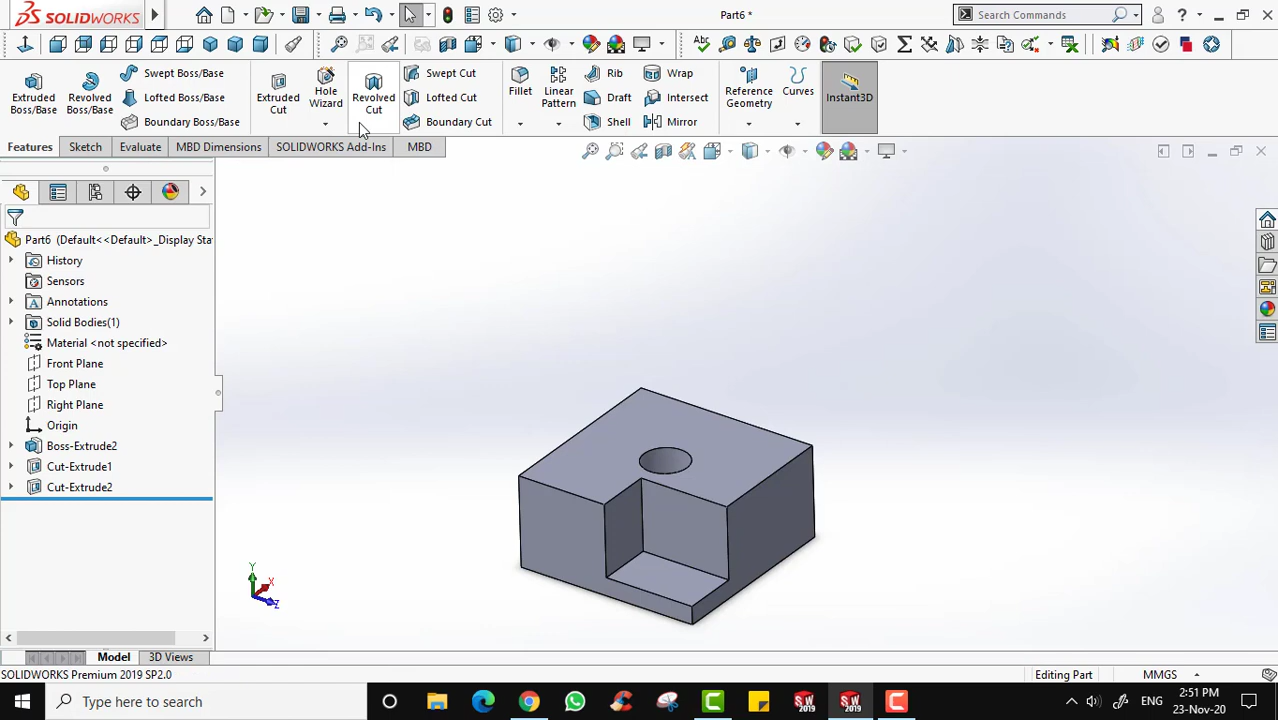 SOLIDWORKS
Part6 *
Search Commands
?
Extruded Boss/Base
Revolved Boss/Base
Swept Boss/Base
Lofted Boss/Base
Boundary Boss/Base
Extruded Cut
Hole Wizard
Revolved Cut
Swept Cut
Lofted Cut
Boundary Cut
Fillet
Linear Pattern
Rib
Draft
Shell
Wrap
Intersect
Mirror
Reference Geometry
Curves
Instant3D
Features
Sketch
Evaluate
MBD Dimensions
SOLIDWORKS Add-Ins
MBD
Part6 (Default<<Default>_Display Sta
History
Sensors
Annotations
Solid Bodies(1)
Material <not specified>
Front Plane
Top Plane
Right Plane
Origin
Boss-Extrude2
Cut-Extrude1
Cut-Extrude2
Y
X
Z
Model
3D Views
SOLIDWORKS Premium 2019 SP2.0
Editing Part
MMGS
Type here to search
SW 2019
SW 2019
ENG
2:51 PM
23-Nov-20